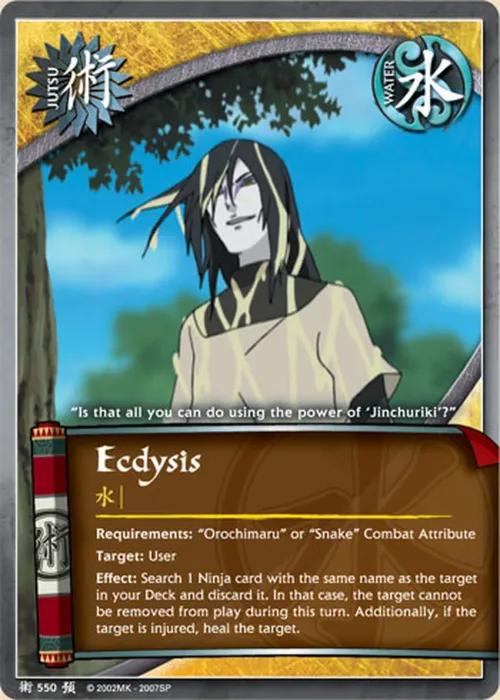 JUTSU
術
WATER
水
"Is that all you can do using the power of 'Jinchuriki'?"
Ecdysis
水
Requirements: "Orochimaru" or "Snake" Combat Attribute
Target: User
Effect: Search 1 Ninja card with the same name as the target
in your Deck and discard it. In that case, the target cannot
be removed from play during this turn. Additionally, if the
target is injured, heal the target.
術
術 550 © 2002MK - 2007SP